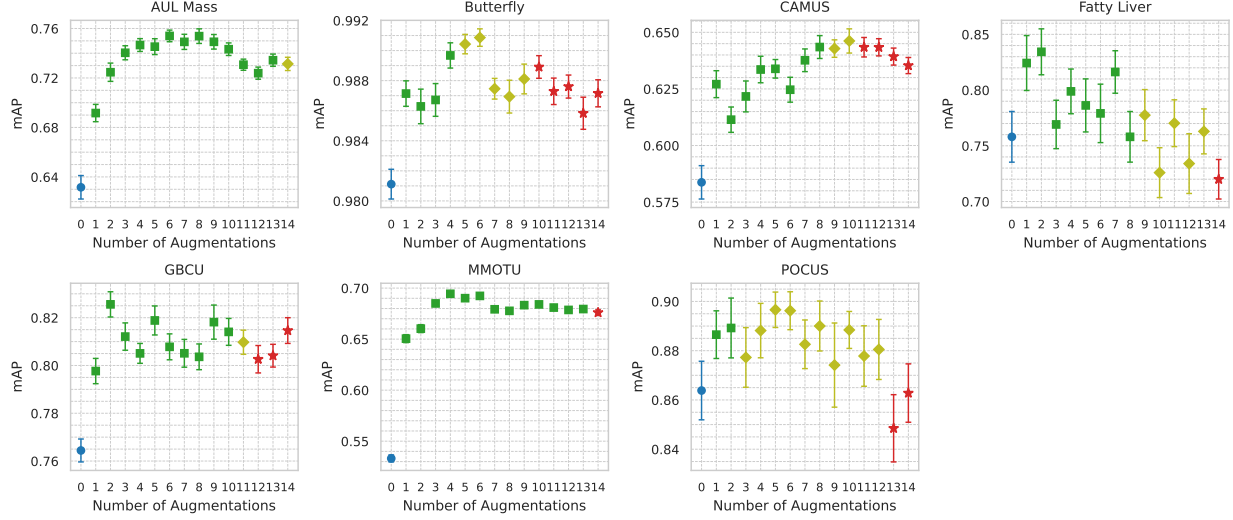 AUL Mass
0.76
0.72
0.68
0.64
mAP
0 1 2 3 4 5 6 7 8 9 10 11 12 13 14
Number of Augmentations
Butterfly
0.992
0.988
0.984
0.980
mAP
0 1 2 3 4 5 6 7 8 9 10 11 12 13 14
Number of Augmentations
CAMUS
0.650
0.625
0.600
0.575
mAP
0 1 2 3 4 5 6 7 8 9 10 11 12 13 14
Number of Augmentations
Fatty Liver
0.85
0.80
0.75
0.70
mAP
0 1 2 3 4 5 6 7 8 9 10 11 12 13 14
Number of Augmentations
GBCU
0.82
0.80
0.78
0.76
mAP
0 1 2 3 4 5 6 7 8 9 10 11 12 13 14
Number of Augmentations
MMOTU
0.70
0.65
0.60
0.55
mAP
0 1 2 3 4 5 6 7 8 9 10 11 12 13 14
Number of Augmentations
POCUS
0.90
0.88
0.86
0.84
mAP
0 1 2 3 4 5 6 7 8 9 10 11 12 13 14
Number of Augmentations